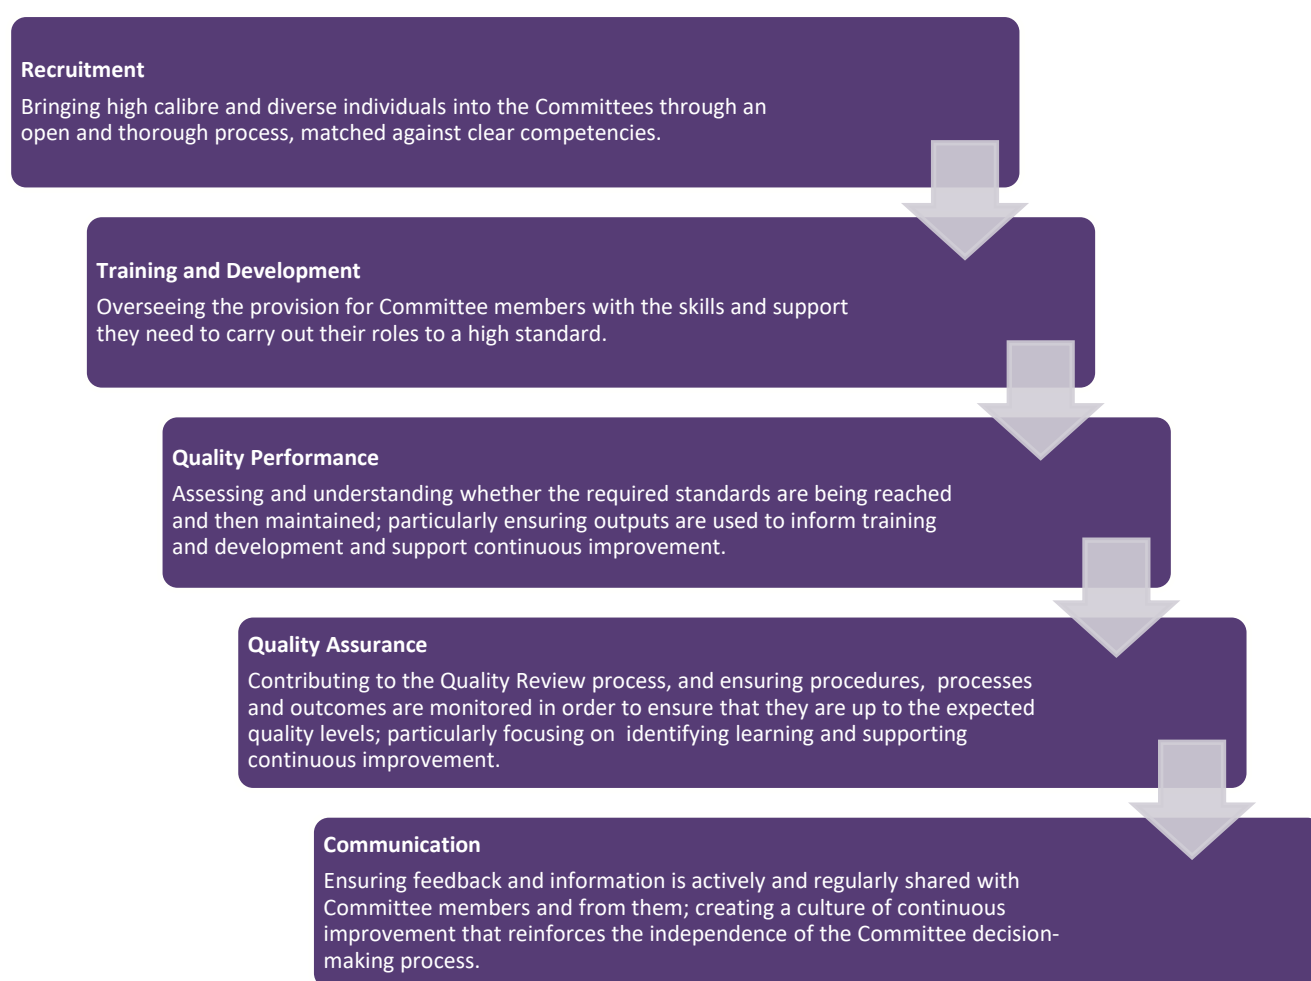 Recruitment
Bringing high calibre and diverse individuals into the Committees through an
open and thorough process, matched against clear competencies.
Training and Development
Overseeing the provision for Committee members with the skills and support
they need to carry out their roles to a high standard.
Quality Performance
Assessing and understanding whether the required standards are being reached
and then maintained; particularly ensuring outputs are used to inform training
and development and support continuous improvement.
Quality Assurance
Contributing to the Quality Review process, and ensuring procedures,  processes
and outcomes are monitored in order to ensure that they are up to the expected
quality levels; particularly focusing on  identifying learning and supporting
continuous improvement.
Communication
Ensuring feedback and information is actively and regularly shared with
Committee members and from them; creating a culture of continuous
improvement that reinforces the independence of the Committee decision-
making process.